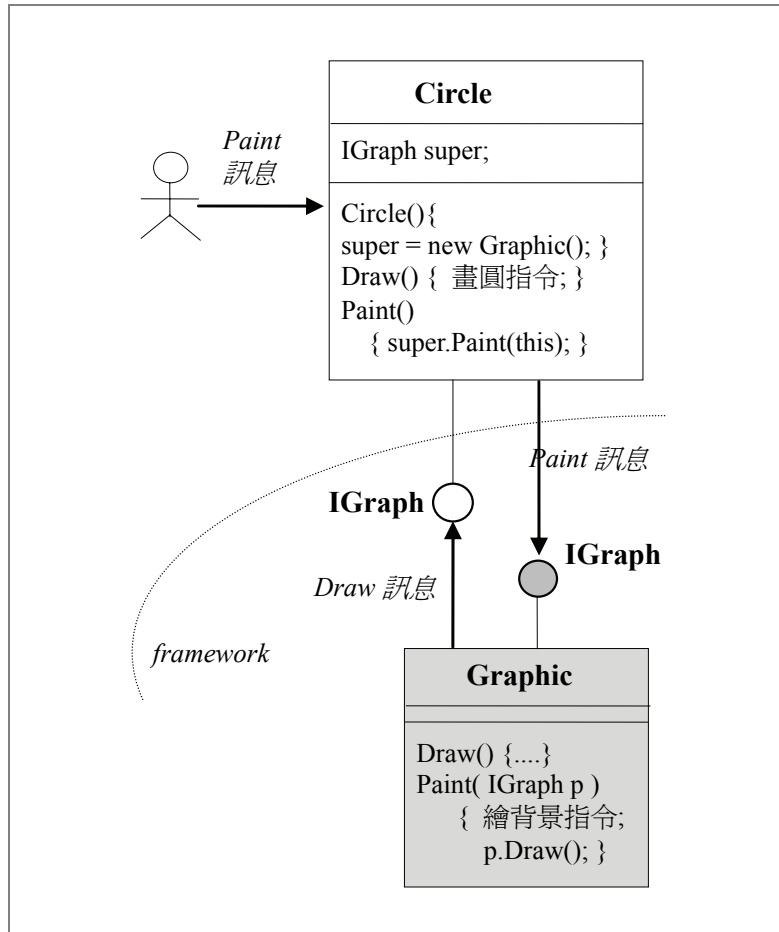 Circle
IGraph super;
Circle(){
super = new Graphic(); }
Draw() { 畫圓指令; }
Paint()
{ super.Paint(this); }
Paint
訊息
Paint 訊息
IGraph
IGraph
Draw 訊息
framework
Graphic
Draw() {....}
Paint( IGraph p )
{ 繪背景指令;
p.Draw(); }